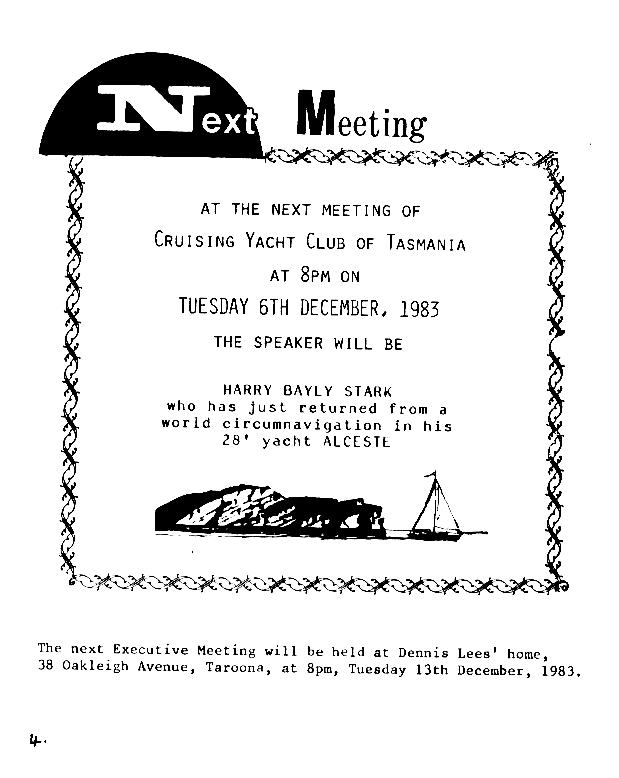 Next Meeting
AT THE NEXT MEETING OF
CRUISING YACHT CLUB OF TASMANIA
AT 8PM ON
TUESDAY 6TH DECEMBER, 1983
THE SPEAKER WILL BE
HARRY BAYLY STARK
who has just returned from a
world circumnavigation in his
28' yacht ALCESTE
The next Executive Meeting will be held at Dennis Lees' home,
38 Oakleigh Avenue, Taroona, at 8pm, Tuesday 13th December, 1983.
4.